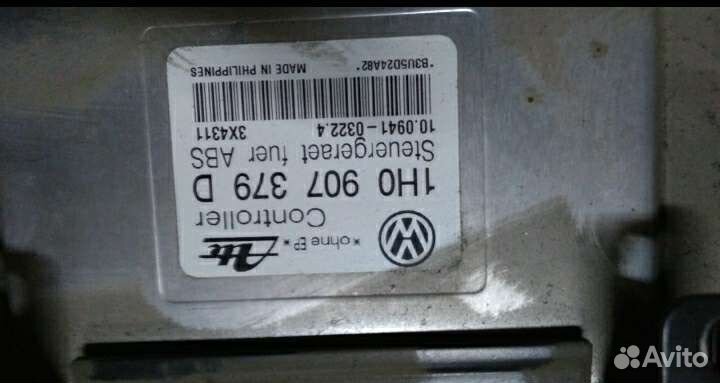 *ohne EP* Ate
Controller
1H0 907 379 D
Steuergeraet fuer ABS
10.0941-0322.4 3X4311
*B3U5D24A82* MADE IN PHILIPPINES
Avito